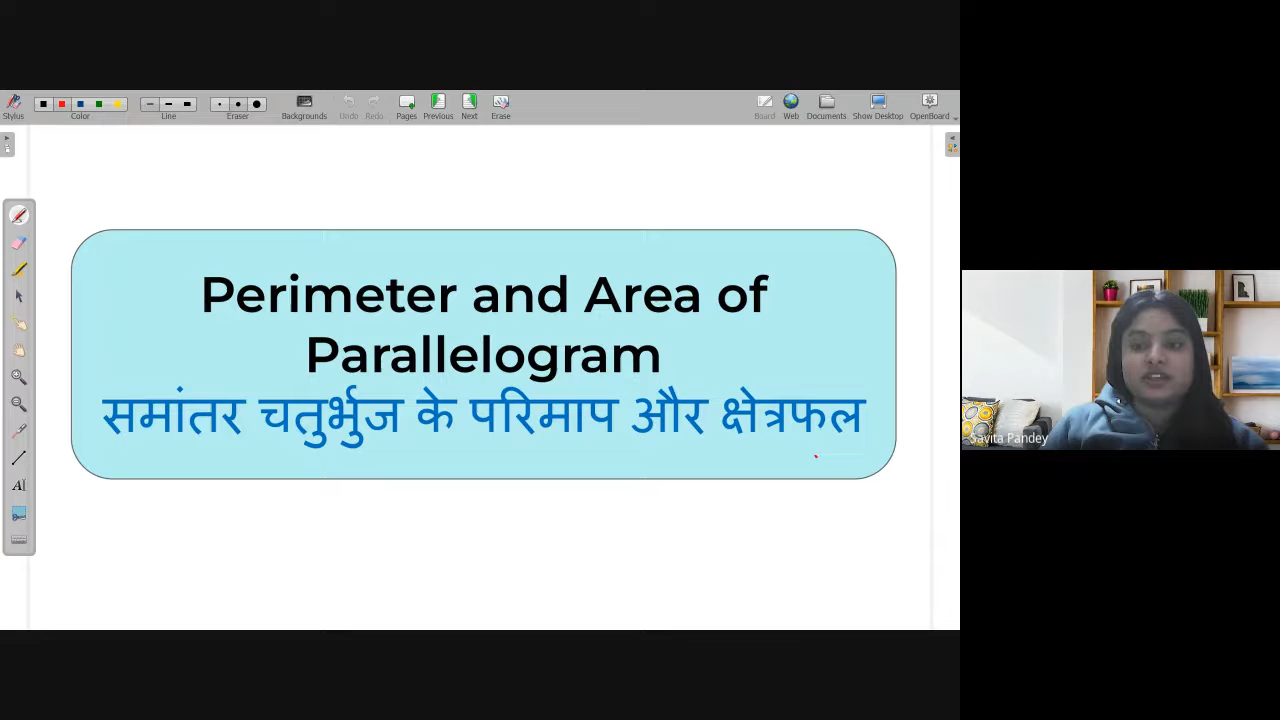 Stylus
Color
Line
Eraser
Backgrounds
Undo
Redo
Pages
Previous
Next
Erase
Board
Web
Documents
Show Desktop
OpenBoard
Perimeter and Area of
Parallelogram
समांतर चतुर्भुज के परिमाप और क्षेत्रफल
Savita Pandey